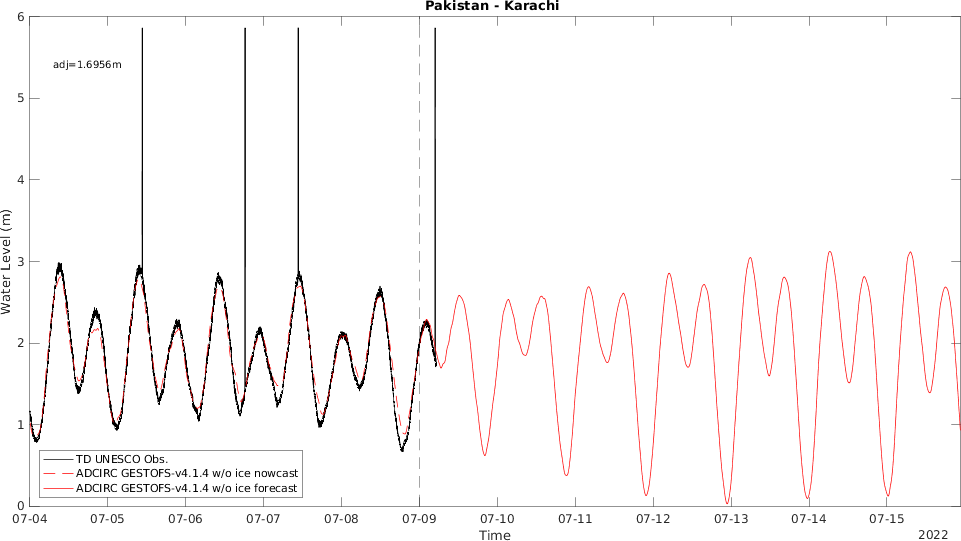 Pakistan - Karachi
6
adj=1.6956m
5
4
3
2
1
0
Water Level (m)
TD UNESCO Obs.
ADCIRC GESTOFS-v4.1.4 w/o ice nowcast
ADCIRC GESTOFS-v4.1.4 w/o ice forecast
07-04 07-05 07-06 07-07 07-08 07-09 07-10 07-11 07-12 07-13 07-14 07-15
Time
2022